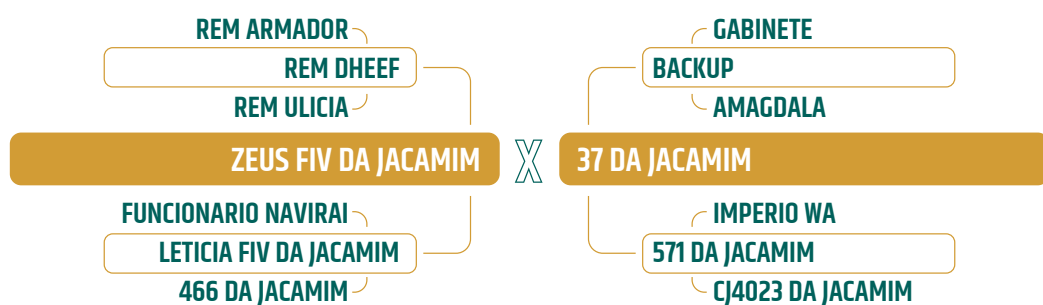 REM ARMADOR
REM DHEEF
REM ULICIA
ZEUS FIV DA JACAMIM
FUNCIONARIO NAVIRAI
LETICIA FIV DA JACAMIM
466 DA JACAMIM
X
GABINETE
BACKUP
AMAGDALA
37 DA JACAMIM
IMPERIO WA
571 DA JACAMIM
CJ4023 DA JACAMIM